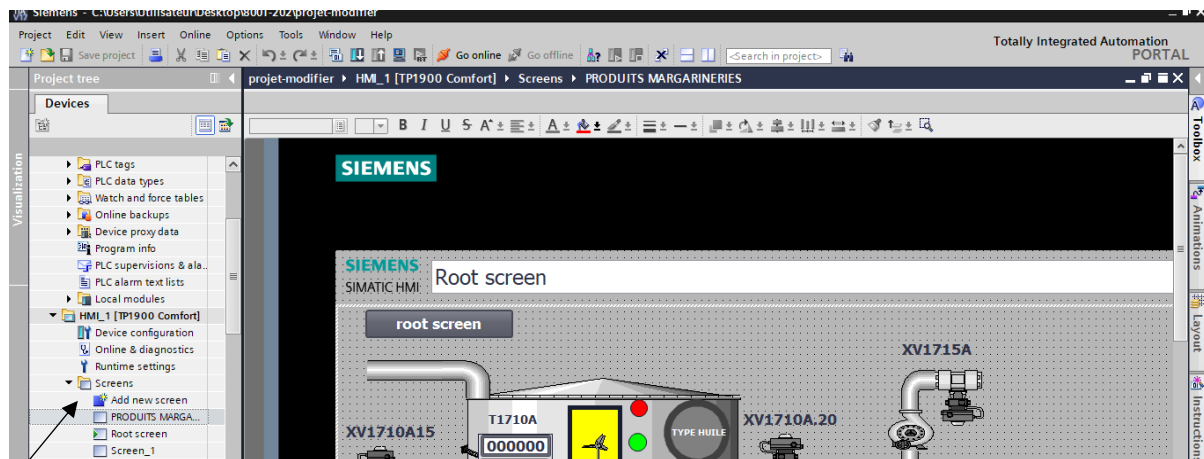 Siemens - C:\Users\Utilisateur\Desktop\8001-202\projet-modifier
Project Edit View Insert Online Options Tools Window Help
Totally Integrated Automation
PORTAL
Save project Go online Go offline <Search in project>
Project tree
projet-modifier HMI_1 [TP1900 Comfort] Screens PRODUITS MARGARINERIES
Devices
B I U S A A
Visualization
PLC tags
PLC data types
Watch and force tables
Online backups
Device proxy data
Program info
PLC supervisions & ala..
PLC alarm text lists
Local modules
HMI_1 [TP1900 Comfort]
Device configuration
Online & diagnostics
Runtime settings
Screens
Add new screen
PRODUITS MARGA...
Root screen
Screen_1
SIEMENS
SIEMENS
SIMATIC HMI
Root screen
root screen
XV1715A
T1710A
000000
TYPE HUILE
XV1710A.20
XV1710A15
Toolbox
Animations
Layout